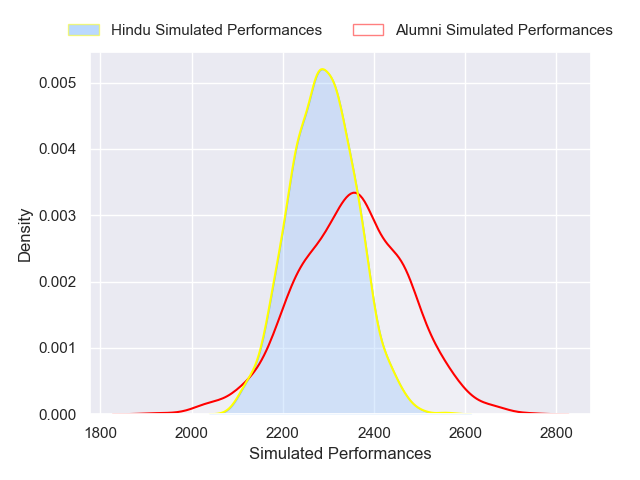 Hindu Simulated Performances Alumni Simulated Performances
0.005
0.004
0.003
0.002
0.001
0.000
Density
1800 2000 2200 2400 2600 2800
Simulated Performances